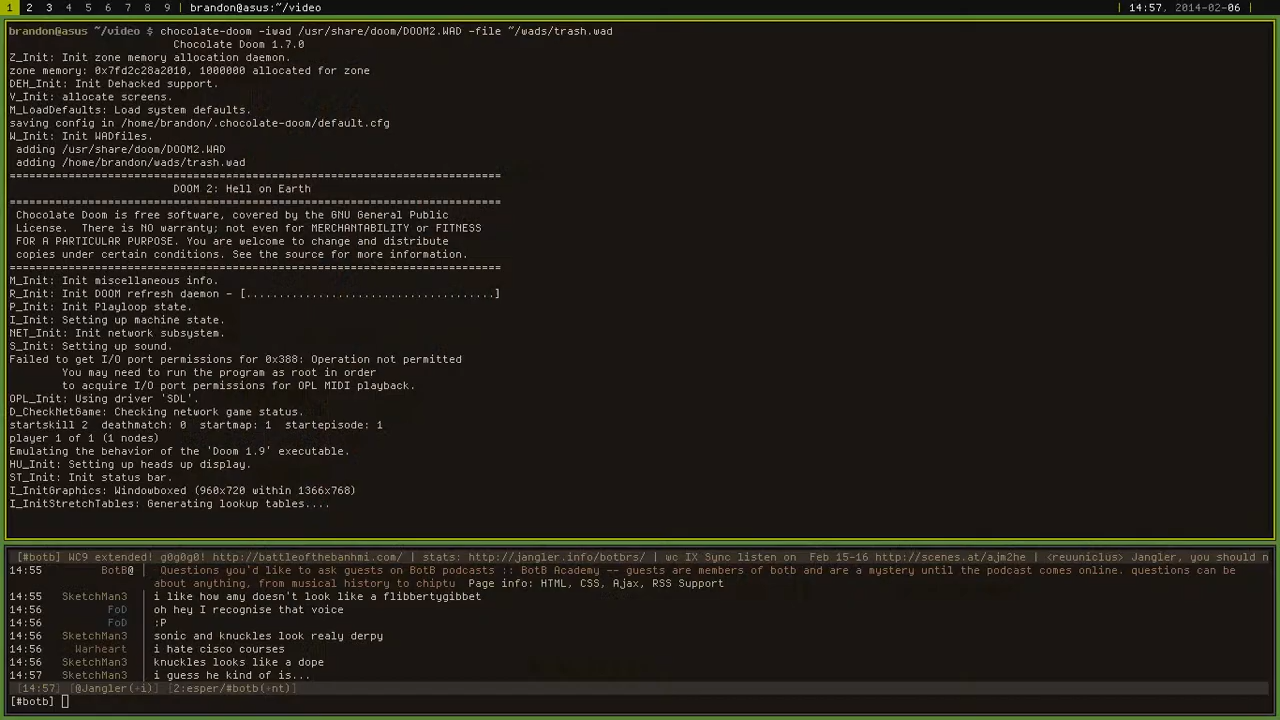 1 2 3 4 5 6 7 8 9 | brandon@asus:~/video | 14:57, 2014-02-06 |
brandon@asus ~/video $ chocolate-doom -iwad /usr/share/doom/DOOM2.WAD -file ~/wads/trash.wad
Chocolate Doom 1.7.0
Z_Init: Init zone memory allocation daemon.
zone memory: 0x7fd2c28a2010, 1000000 allocated for zone
DEH_Init: Init Dehacked support.
V_Init: allocate screens.
M_LoadDefaults: Load system defaults.
saving config in /home/brandon/.chocolate-doom/default.cfg
W_Init: Init WADfiles.
adding /usr/share/doom/DOOM2.WAD
adding /home/brandon/wads/trash.wad
===========================================================================
DOOM 2: Hell on Earth
===========================================================================
Chocolate Doom is free software, covered by the GNU General Public
License.  There is NO warranty; not even for MERCHANTABILITY or FITNESS
FOR A PARTICULAR PURPOSE. You are welcome to change and distribute
copies under certain conditions. See the source for more information.
===========================================================================
M_Init: Init miscellaneous info.
R_Init: Init DOOM refresh daemon - [......................................]
P_Init: Init Playloop state.
I_Init: Setting up machine state.
NET_Init: Init network subsystem.
S_Init: Setting up sound.
Failed to get I/O port permissions for 0x388: Operation not permitted
You may need to run the program as root in order
to acquire I/O port permissions for OPL MIDI playback.
OPL_Init: Using driver 'SDL'.
D_CheckNetGame: Checking network game status.
startskill 2  deathmatch: 0  startmap: 1  startepisode: 1
player 1 of 1 (1 nodes)
Emulating the behavior of the 'Doom 1.9' executable.
HU_Init: Setting up heads up display.
ST_Init: Init status bar.
I_InitGraphics: Windowboxed (960x720 within 1366x768)
I_InitStretchTables: Generating lookup tables....
[#botb] WC9 extended! g0g0g0! http://battleofthebanhmi.com/ | stats: http://jangler.info/botbrs/ | wc IX Sync listen on  Feb 15-16 http://scenes.at/ajm2he | <reuuniclus> Jangler, you should n
14:55 BotB@ | Questions you'd like to ask guests on BotB podcasts :: BotB Academy -- guests are members of botb and are a mystery until the podcast comes online. questions can be
about anything, from musical history to chiptu  Page info: HTML, CSS, Ajax, RSS Support
14:55 SketchMan3 | i like how amy doesn't look like a flibbertygibbet
14:56 FoD | oh hey I recognise that voice
14:56 FoD | :P
14:56 SketchMan3 | sonic and knuckles look realy derpy
14:56 Warheart | i hate cisco courses
14:56 SketchMan3 | knuckles looks like a dope
14:57 SketchMan3 | i guess he kind of is...
[14:57] [@Jangler(+i)] [2:esper/#botb(+nt)]
[#botb]